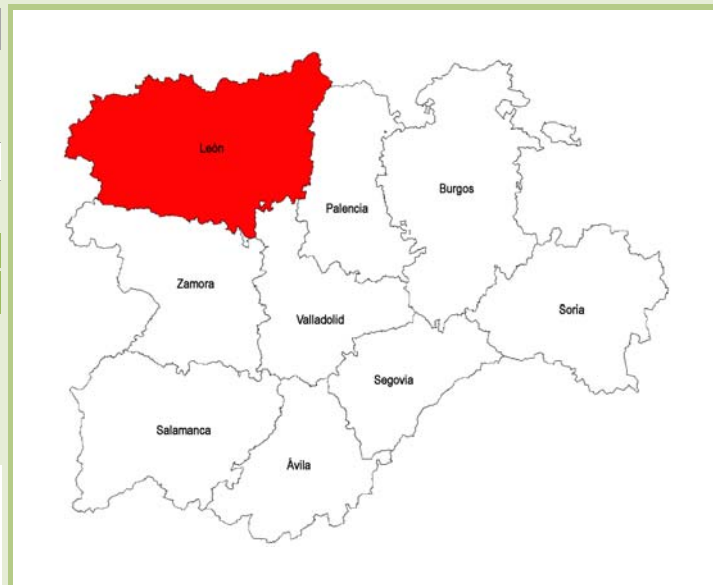 León
Burgos
Palencia
Zamora
Soria
Valladolid
Segovia
Salamanca
Ávila